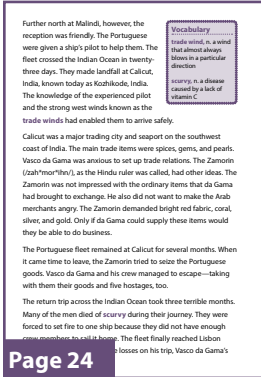 Further north at Malindi, however, the
reception was friendly. The Portuguese
were given a ship's pilot to help them. The
fleet crossed the Indian Ocean in twenty-
three days. They made landfall at Calicut,
India, known today as Kozhikode, India.
The knowledge of the experienced pilot
and the strong west winds known as the
trade winds had enabled them to arrive safely.
Vocabulary
trade wind, n. a wind
that almost always
blows in a particular
direction
scurvy, n. a disease
caused by a lack of
vitamin C
Calicut was a major trading city and seaport on the southwest
coast of India. The main trade items were spices, gems, and pearls.
Vasco da Gama was anxious to set up trade relations. The Zamorin
(/zah*mor*ihn/), as the Hindu ruler was called, had other ideas. The
Zamorin was not impressed with the ordinary items that da Gama
had brought to exchange. He also did not want to make the Arab
merchants angry. The Zamorin demanded bright red fabric, coral,
silver, and gold. Only if da Gama could supply these items would
they be able to do business.
The Portuguese fleet remained at Calicut for several months. When
it came time to leave, the Zamorin tried to seize the Portuguese
goods. Vasco da Gama and his crew managed to escape—taking
with them their goods and five hostages, too.
The return trip across the Indian Ocean took three terrible months.
Many of the men died of scurvy during their journey. They were
forced to set fire to one ship because they did not have enough
crew members to sail it home. The fleet finally reached Lisbon
losses on his trip, Vasco da Gama's
Page 24